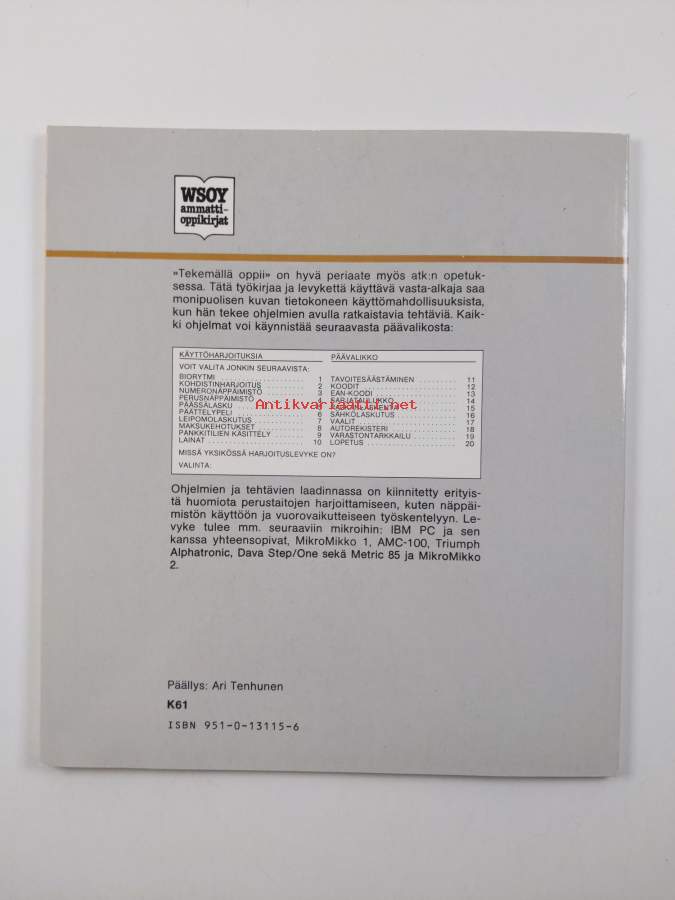 WSOY
ammatti-
oppikirjat
»Tekemällä oppii» on hyvä periaate myös atk:n opetuk-
sessa. Tätä työkirjaa ja levykettä käyttävä vasta-alkaja saa
monipuolisen kuvan tietokoneen käyttömahdollisuuksista,
kun hän tekee ohjelmien avulla ratkaistavia tehtäviä. Kaik-
ki ohjelmat voi käynnistää seuraavasta päävalikosta:
KÄYTTÖHARJOITUKSIA PÄÄVALIKKO
VOIT VALITA JONKIN SEURAAVISTA:
BIORYTMI 1 TAVOITESÄÄSTÄMINEN 11
KOHDISTINHARJOITUS 2 KOODIT 12
NUMERONÄPPÄIMISTÖ 3 EAN-KOODI 13
PERUSNÄPPÄIMISTÖ 4 SARJATAULUKKO 14
PÄÄSSÄLASKU 15
Antikvariaatti.net
PÄÄTTELYPELI 6 SÄHKÖLASKUTUS 16
LEIPOMOLASKUTUS 7 VAALIT 17
MAKSUKEHOTUKSET 8 AUTOREKISTERI 18
PANKKITILIEN KÄSITTELY 9 VARASTONTARKKAILU 19
LAINAT 10 LOPETUS 20
MISSÄ YKSIKÖSSÄ HARJOITUSLEVYKE ON?
VALINTA:
Ohjelmien ja tehtävien laadinnassa on kiinnitetty erityis-
tä huomiota perustaitojen harjoittamiseen, kuten näppäi-
mistön käyttöön ja vuorovaikutteiseen työskentelyyn. Le-
vyke tulee mm. seuraaviin mikroihin: IBM PC ja sen
kanssa yhteensopivat, MikroMikko 1, AMC-100, Triumph
Alphatronic, Dava Step/One sekä Metric 85 ja MikroMikko
2.
Päällys: Ari Tenhunen
K61
ISBN 951-0-13115-6